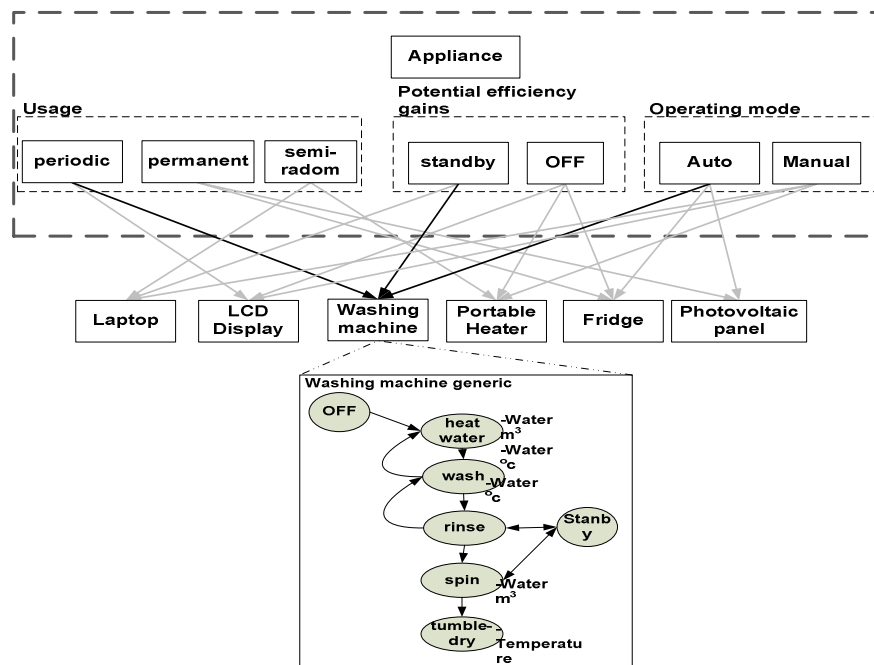 Appliance
Usage
Potential efficiency
gains
Operating mode
periodic
permanent
semi-
radom
standby
OFF
Auto
Manual
Laptop
LCD
Display
Washing
machine
Portable
Heater
Fridge
Photovoltaic
panel
Washing machine generic
OFF
heat
water
-Water
m³
-Water
ºc
wash
-Water
ºc
rinse
Stanb
y
spin
-Water
m³
tumble-
dry
-
Temperatu
re